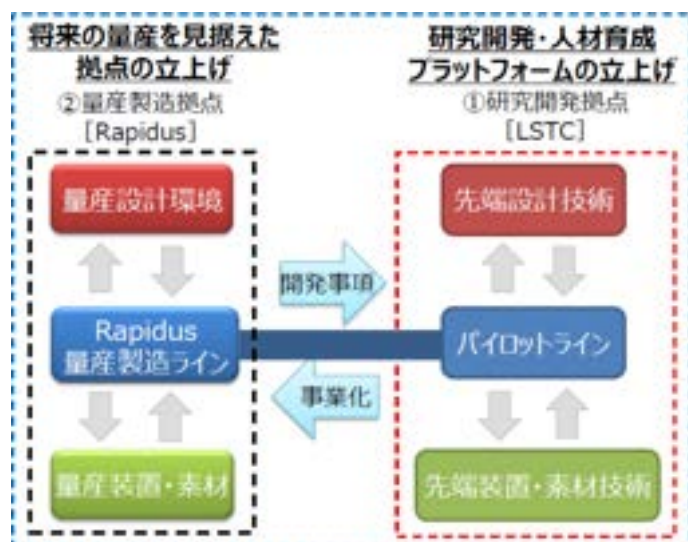 将来の量産を見据えた
拠点の立上げ
②量産製造拠点
[Rapidus]
量産設計環境
Rapidus
量産製造ライン
量産装置・素材
開発事項
事業化
研究開発・人材育成
プラットフォームの立上げ
①研究開発拠点
[LSTC]
先端設計技術
パイロットライン
先端装置・素材技術